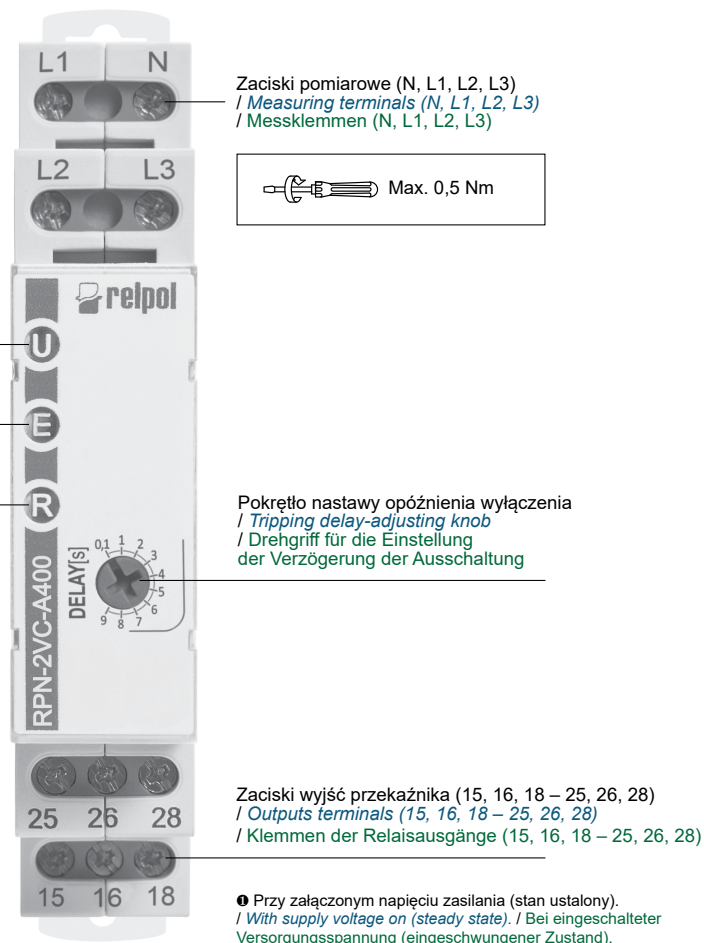 L1 N
Zaciski pomiarowe (N, L1, L2, L3)
/ Measuring terminals (N, L1, L2, L3)
/ Messklemmen (N, L1, L2, L3)
L2 L3
Max. 0,5 Nm
relpol
U
E
R
Pokrętło nastawy opóźnienia wyłączenia
/ Tripping delay-adjusting knob
/ Drehgriff für die Einstellung
der Verzögerung der Ausschaltung
DELAY[s]
0,1 1 2 3 4 5 6 7 8 9
RPN-2VC-A400
Zaciski wyjść przekaźnika (15, 16, 18 – 25, 26, 28)
/ Outputs terminals (15, 16, 18 – 25, 26, 28)
/ Klemmen der Relaisausgänge (15, 16, 18 – 25, 26, 28)
25 26 28
15 16 18
❶ Przy załączonym napięciu zasilania (stan ustalony).
/ With supply voltage on (steady state). / Bei eingeschalteter
Versorgungsspannung (eingeschwungener Zustand).